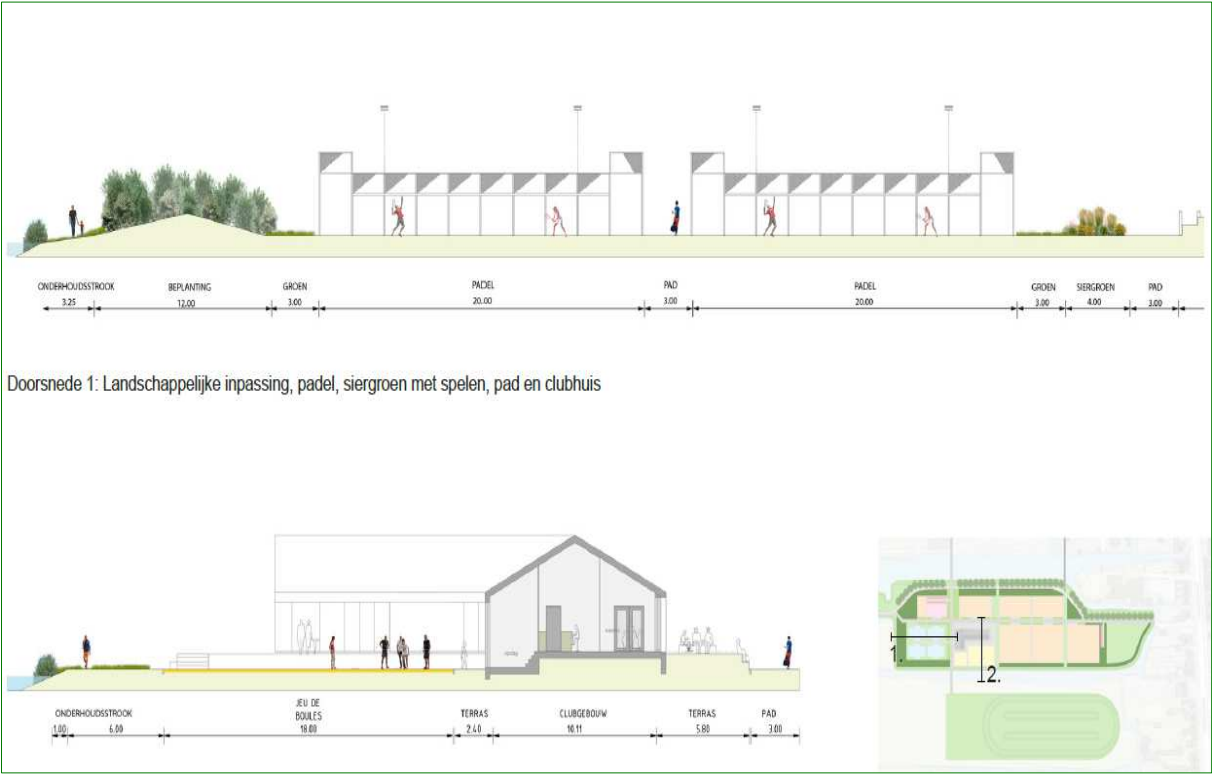 ONDERHOUDSSTROOK BEPLANTING GROEN PADEL PAD PADEL GROEN SIERGROEN PAD
3.25 12.00 3.00 20.00 3.00 20.00 3.00 4.00 3.00
Doorsnede 1: Landschappelijke inpassing, padel, siergroen met spelen, pad en clubhuis
1.
2.
JEU DE
ONDERHOUDSSTROOK BOULES TERRAS CLUBGEBOUW TERRAS PAD
1.00 6.00 18.00 2.40 10.11 5.80 3.00